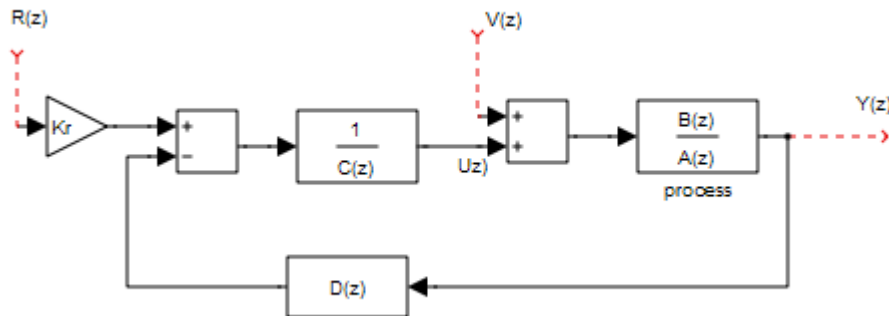 R(z)
V(z)
Y(z)
Kr
+
−
1
C(z)
Uz)
+
+
B(z)
A(z)
process
D(z)